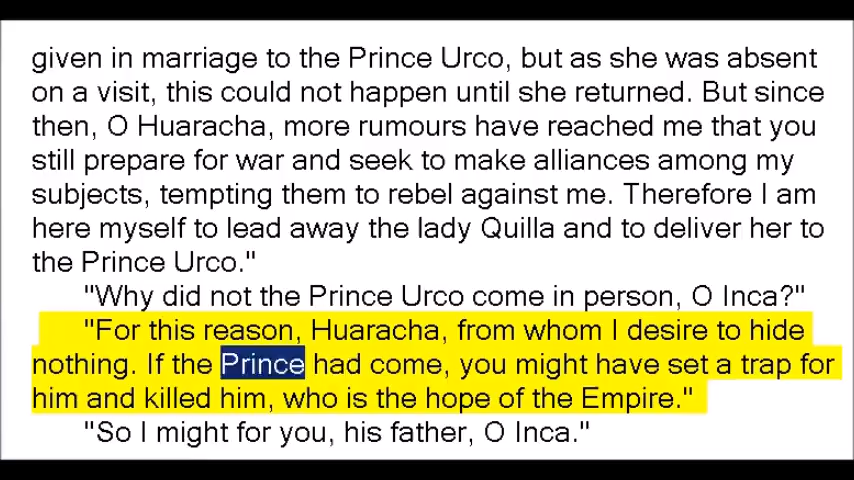 given in marriage to the Prince Urco, but as she was absent
on a visit, this could not happen until she returned. But since
then, O Huaracha, more rumours have reached me that you
still prepare for war and seek to make alliances among my
subjects, tempting them to rebel against me. Therefore I am
here myself to lead away the lady Quilla and to deliver her to
the Prince Urco."
"Why did not the Prince Urco come in person, O Inca?"
"For this reason, Huaracha, from whom I desire to hide
nothing. If the Prince had come, you might have set a trap for
him and killed him, who is the hope of the Empire."
"So I might for you, his father, O Inca."